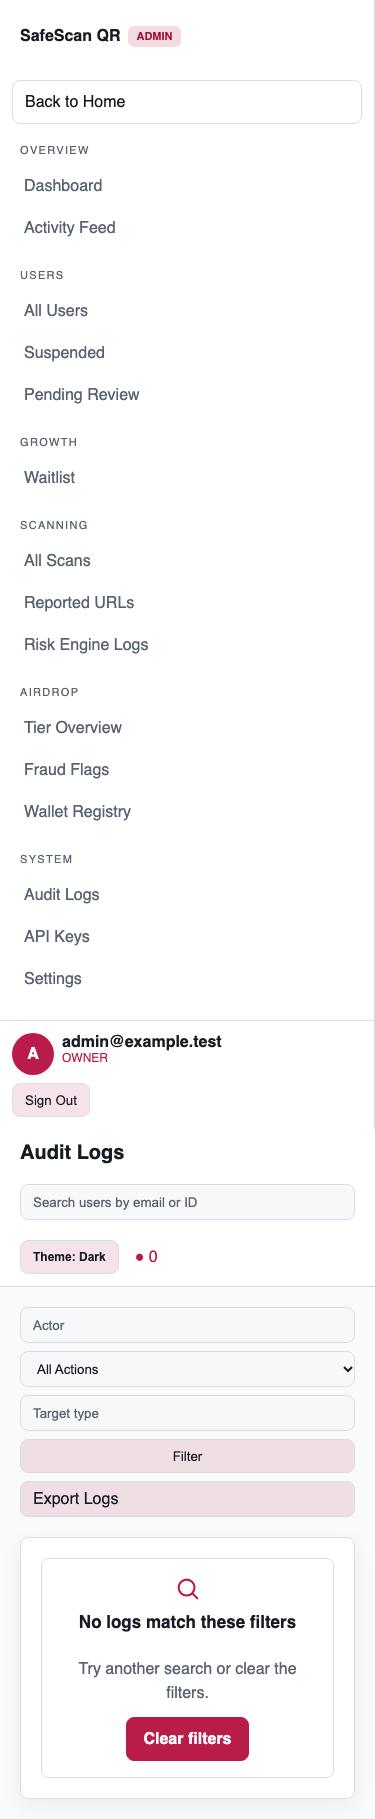 SafeScan QR ADMIN
Back to Home
OVERVIEW
Dashboard
Activity Feed
USERS
All Users
Suspended
Pending Review
GROWTH
Waitlist
SCANNING
All Scans
Reported URLs
Risk Engine Logs
AIRDROP
Tier Overview
Fraud Flags
Wallet Registry
SYSTEM
Audit Logs
API Keys
Settings
A admin@example.test
OWNER
Sign Out
Audit Logs
Search users by email or ID
Theme: Dark ● 0
Actor
All Actions
Target type
Filter
Export Logs
No logs match these filters
Try another search or clear the
filters.
Clear filters